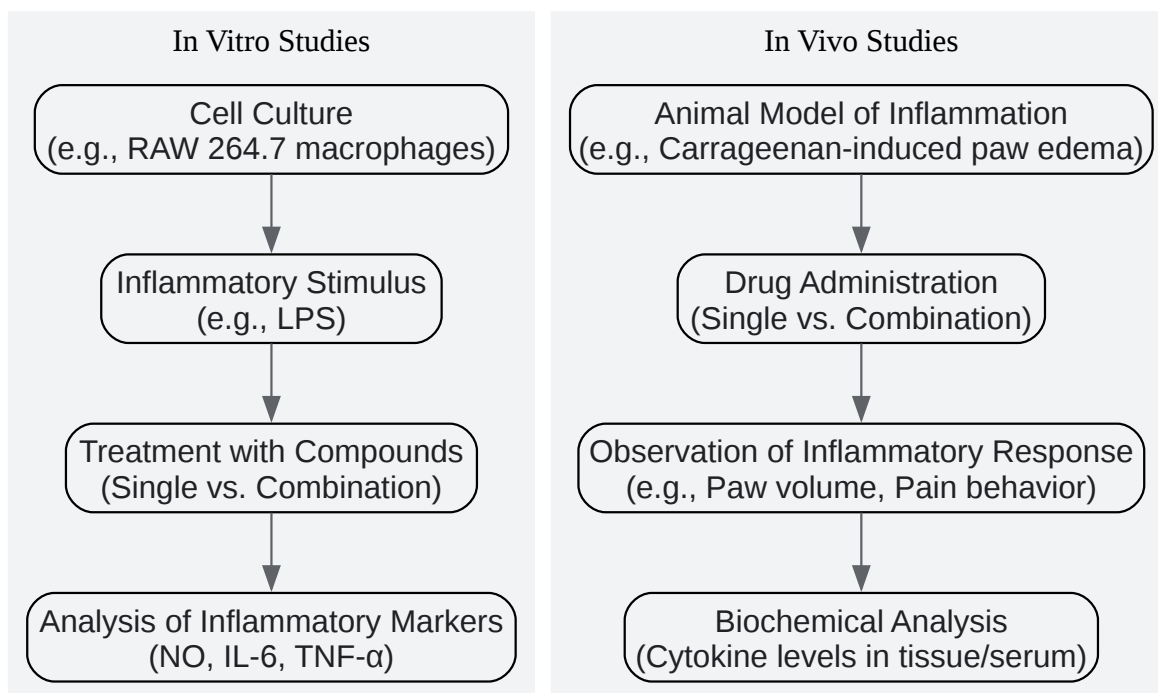 In Vitro Studies
Cell Culture
(e.g., RAW 264.7 macrophages)
Inflammatory Stimulus
(e.g., LPS)
Treatment with Compounds
(Single vs. Combination)
Analysis of Inflammatory Markers
(NO, IL-6, TNF-α)
In Vivo Studies
Animal Model of Inflammation
(e.g., Carrageenan-induced paw edema)
Drug Administration
(Single vs. Combination)
Observation of Inflammatory Response
(e.g., Paw volume, Pain behavior)
Biochemical Analysis
(Cytokine levels in tissue/serum)